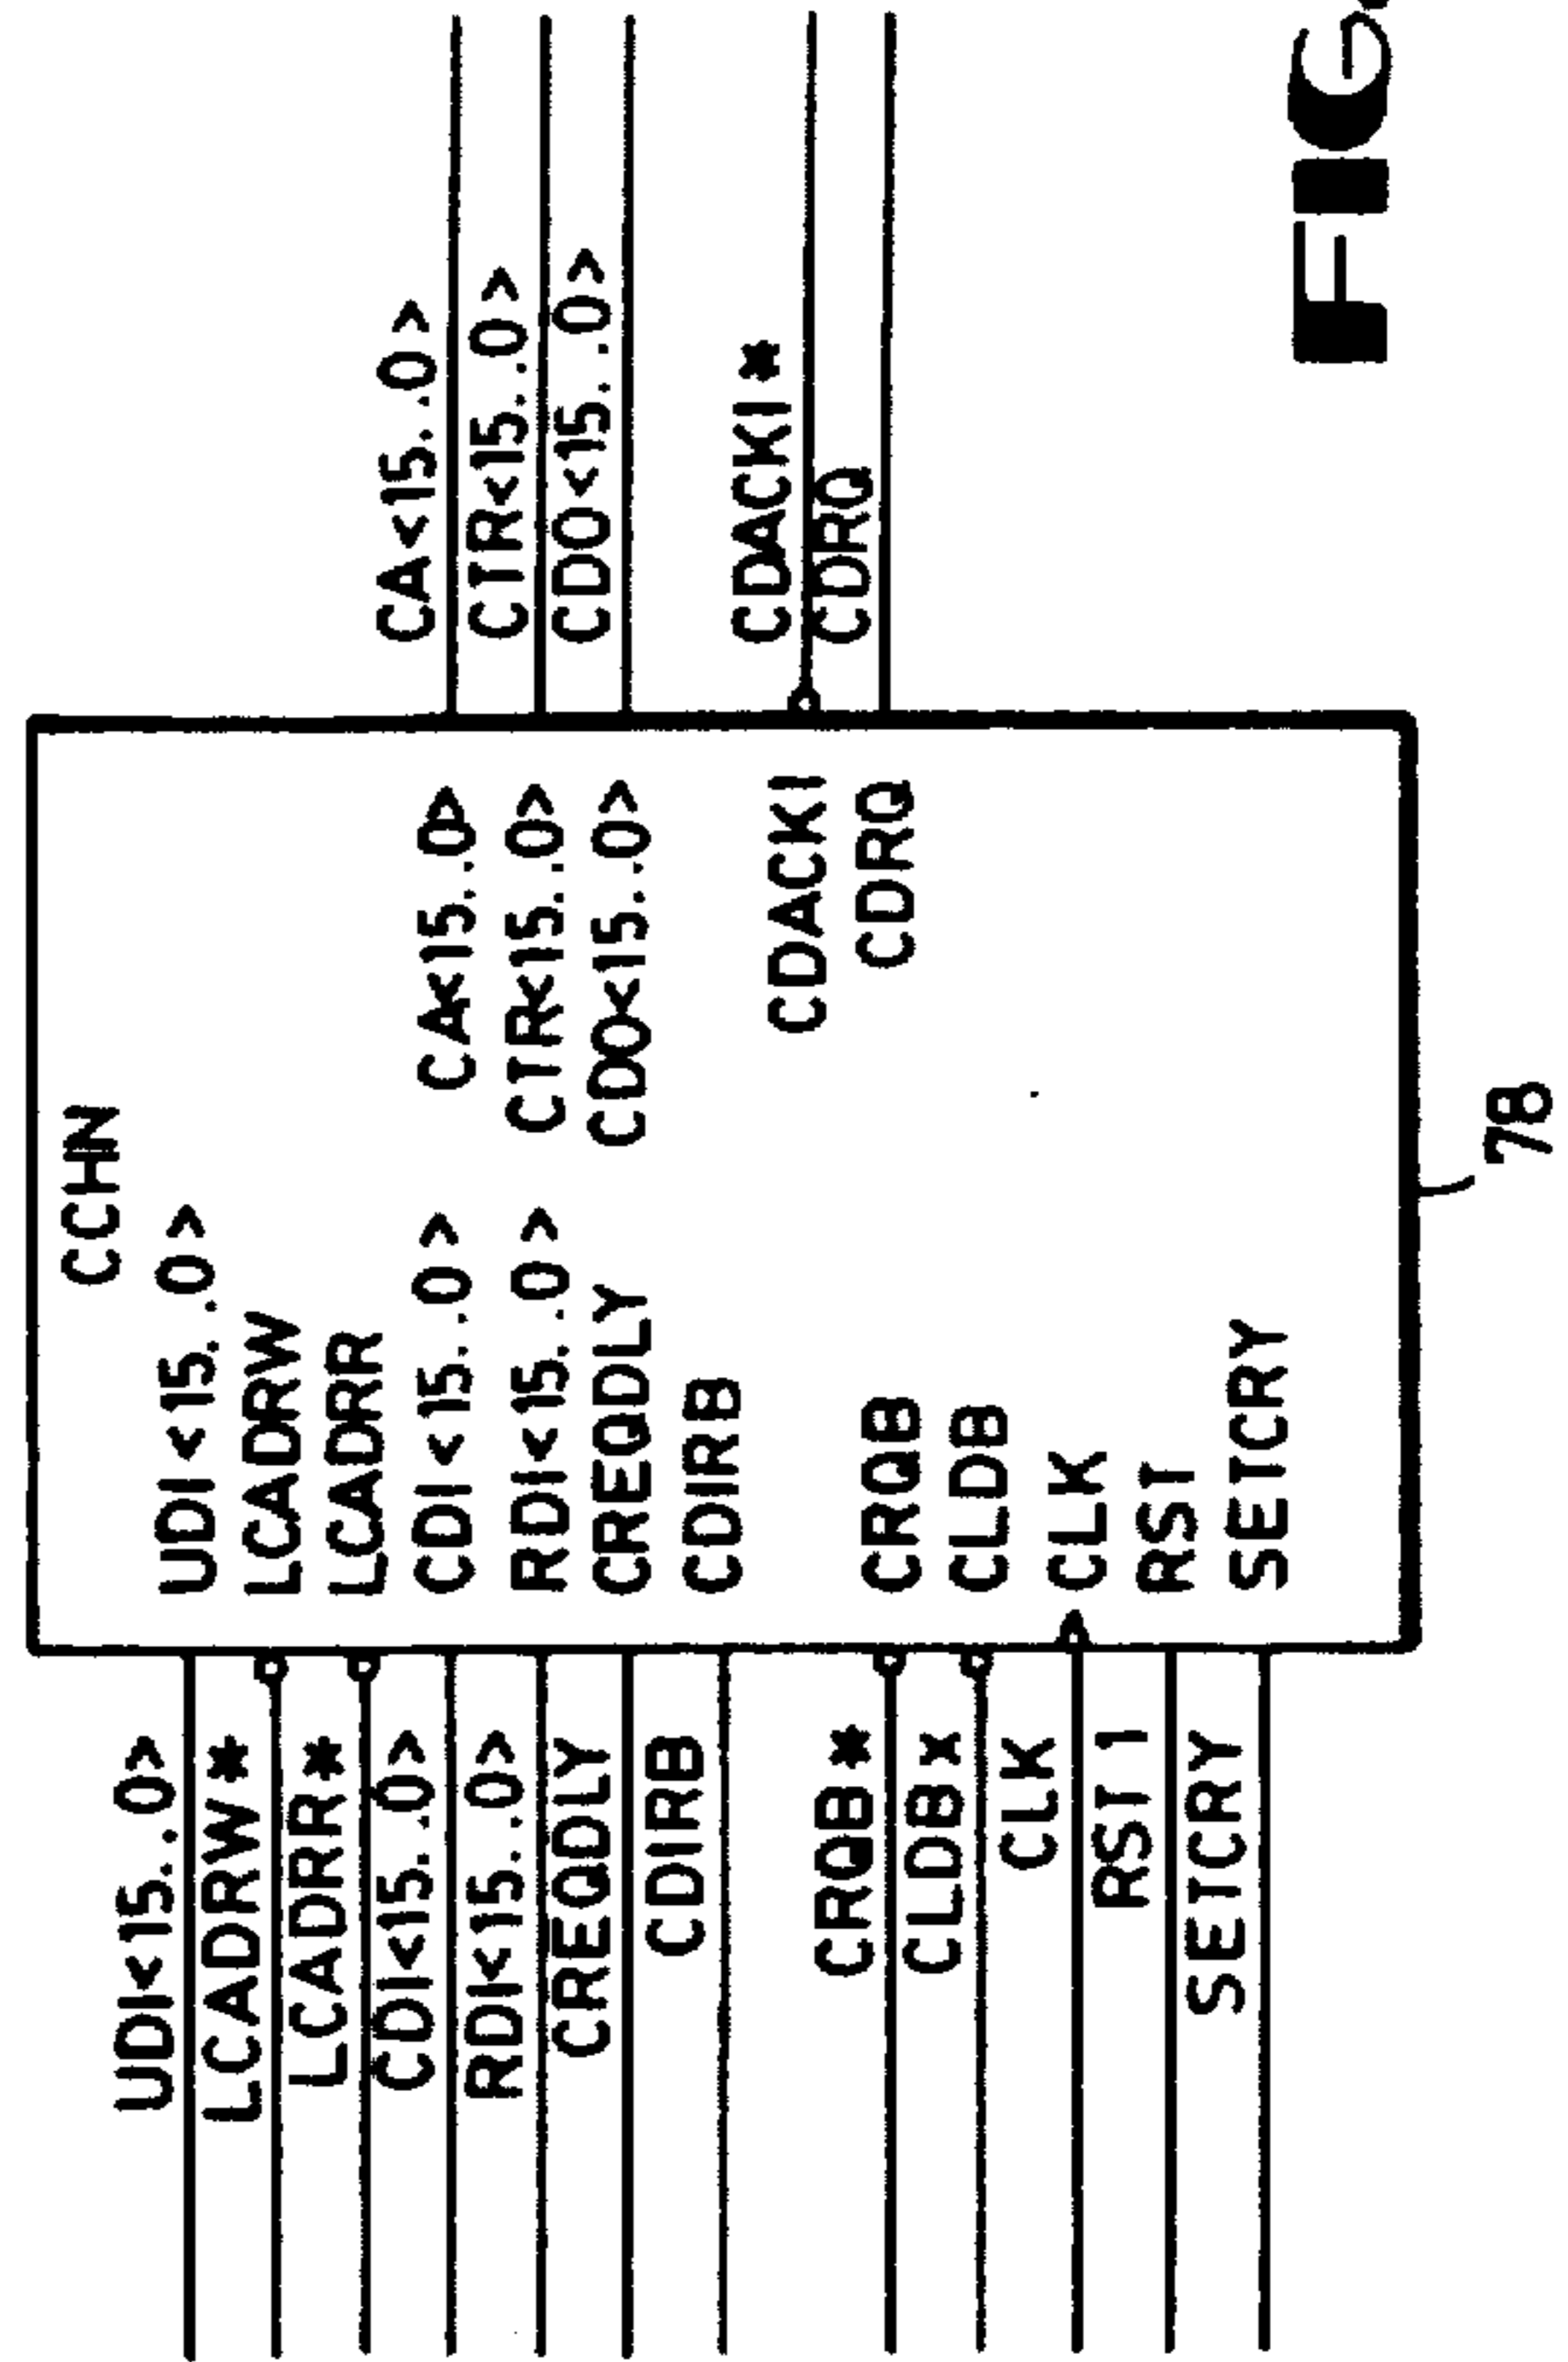 CCHN
UDI<15..0> UDI<15..0>
LCADRW* LCADRW
LCADRR* LCADRR
CDI<15..0> CDI<15..0> CA<15..0> CA<15..0>
RDI<15..0> RDI<15..0> CTR<15..0> CTR<15..0>
CREQDLY CREQDLY CDO<15..0> CDO<15..0>
CDIRB CDIRB
CDACK1 CDACK1*
CRQB* CRQB CDRQ CDRQ
CLDB* CLDB
CLK CLK
RST1 RST
SETCRY SETCRY
78
FIG.